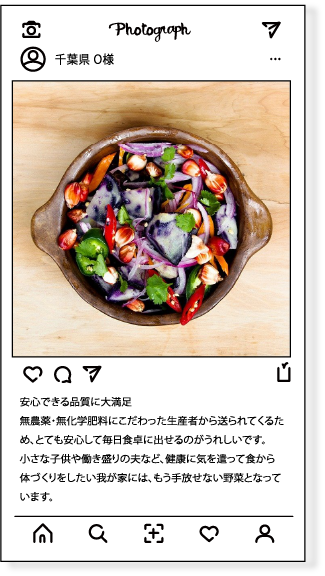 Photograph
千葉県 O様
安心できる品質に大満足
無農薬・無化学肥料にこだわった生産者から送られてくるた
め、とても安心して毎日食卓に出せるのがうれしいです。
小さな子供や働き盛りの夫など、健康に気を遣って食から
体づくりをしたい我が家には、もう手放せない野菜となって
います。